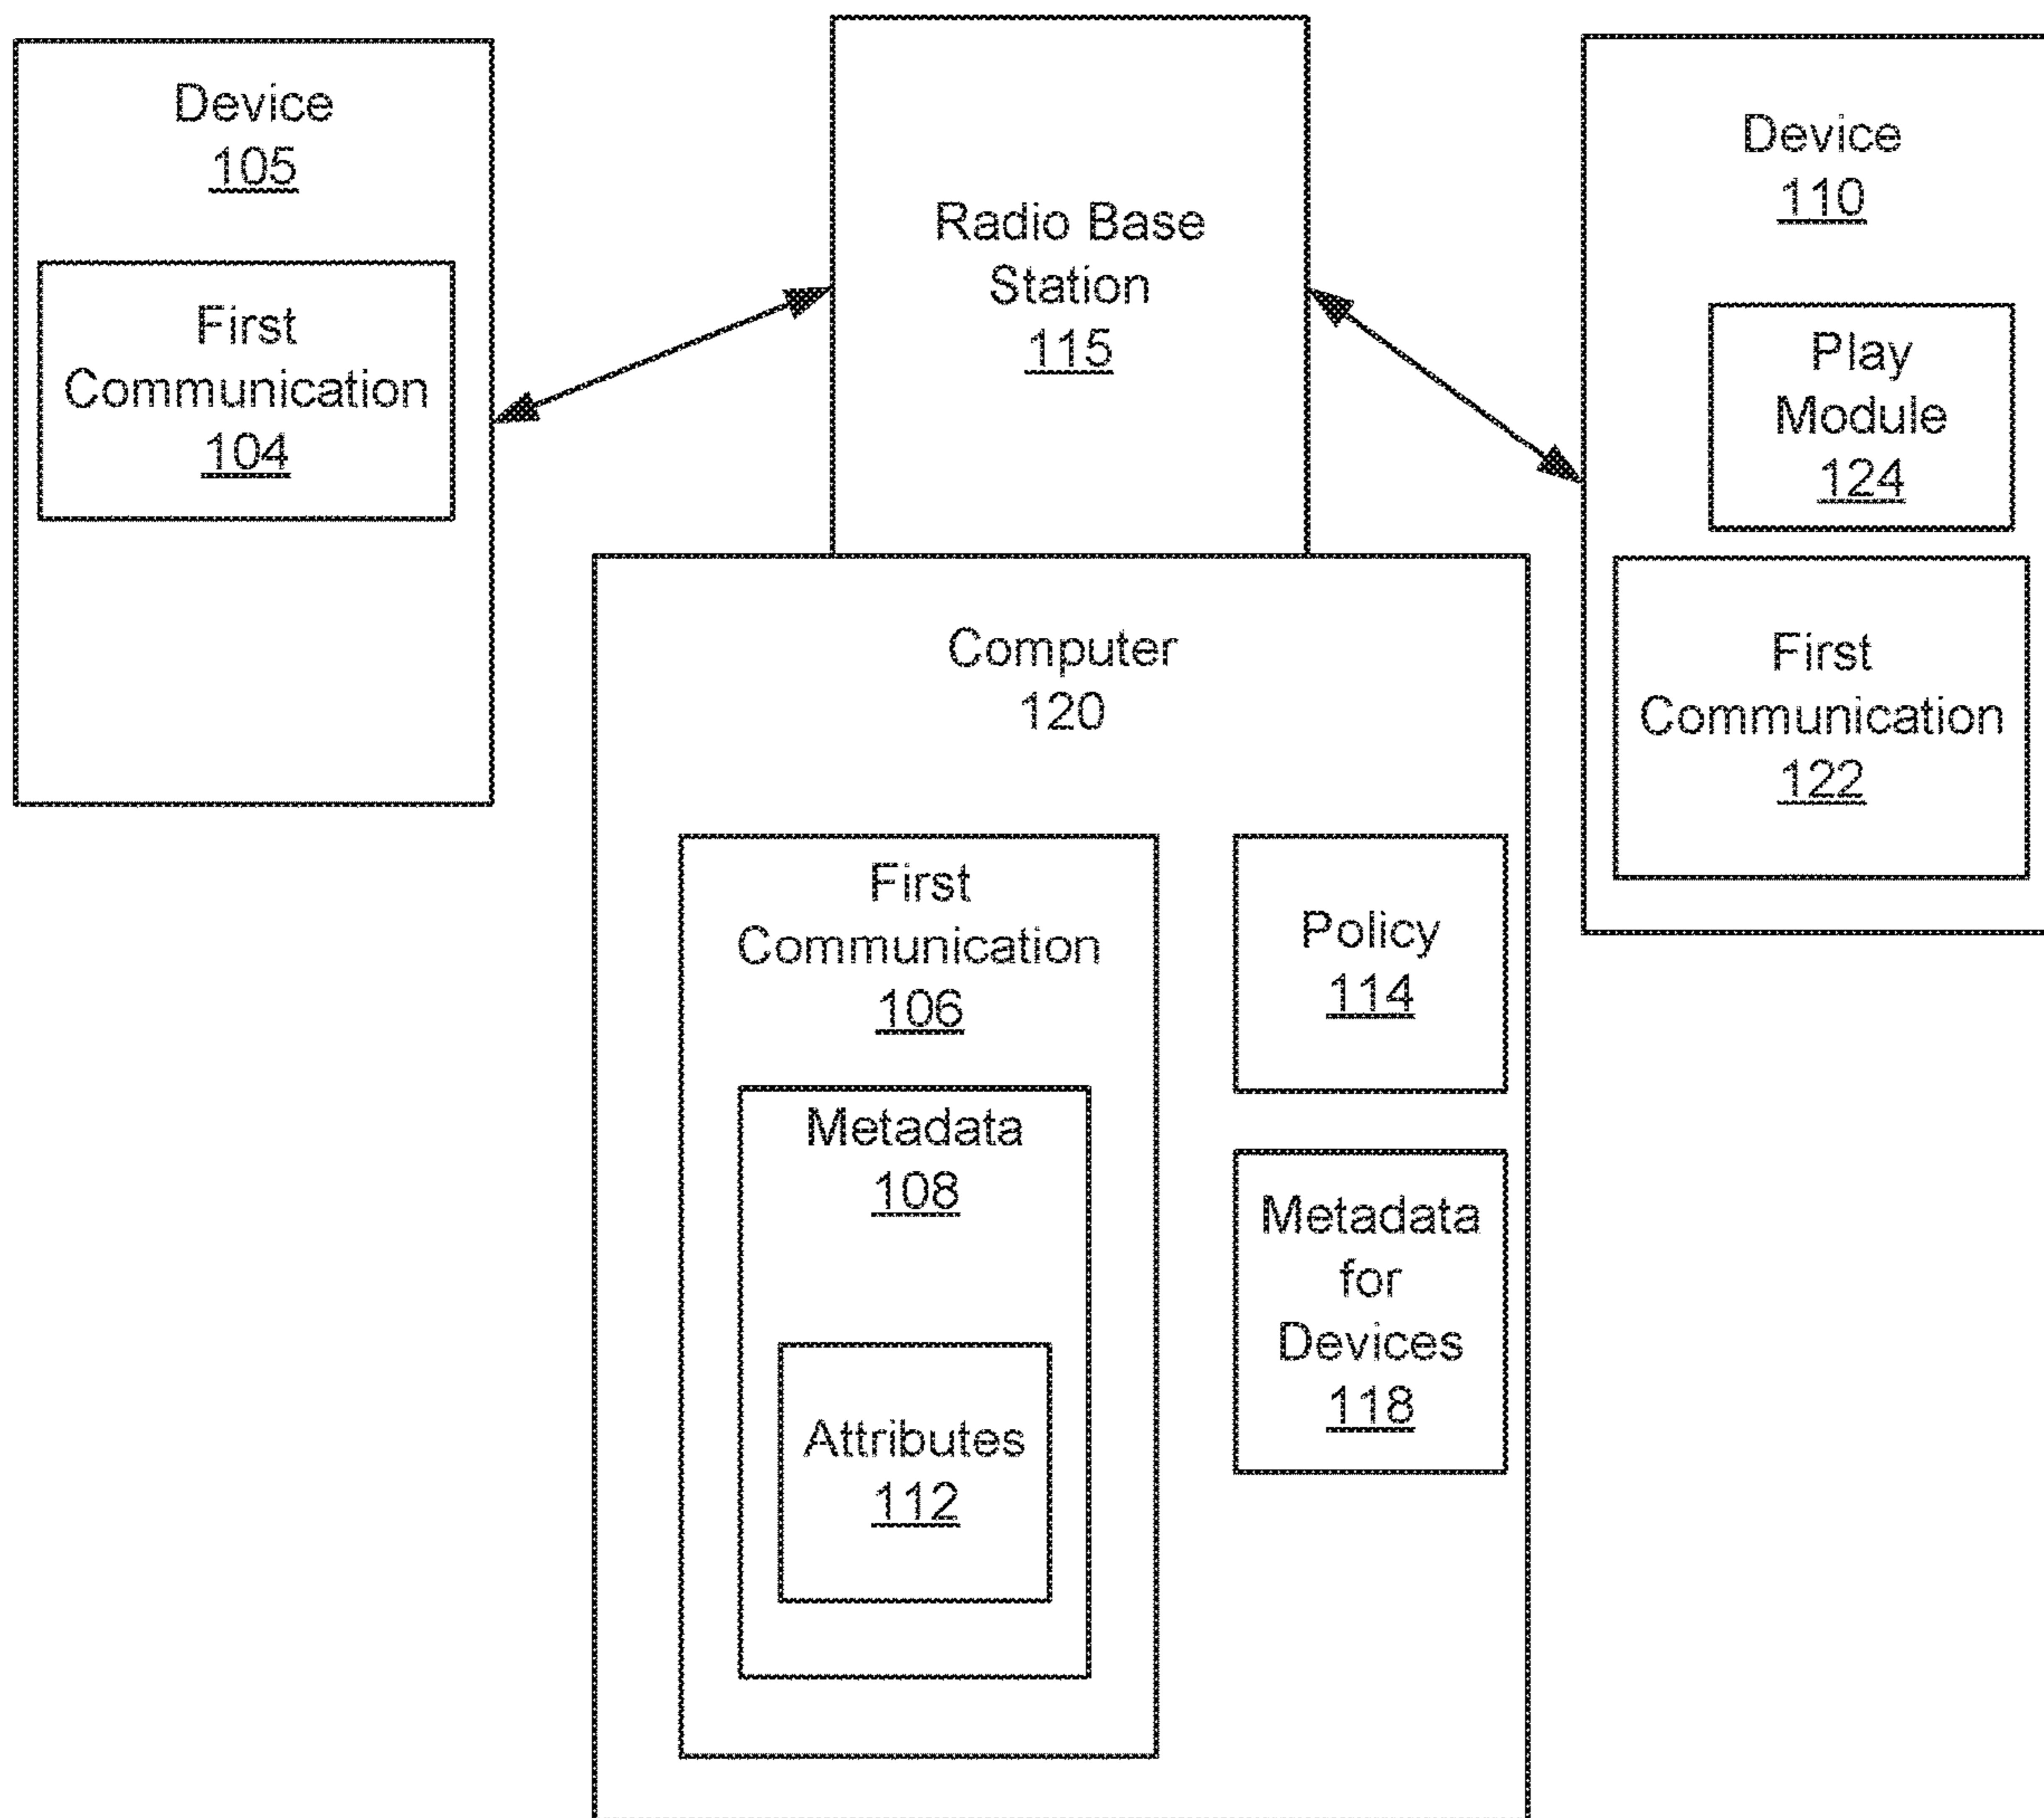 Device
105
First
Communication
104
Radio Base
Station
115
Device
110
Play
Module
124
First
Communication
122
Computer
120
First
Communication
106
Metadata
108
Attributes
112
Policy
114
Metadata
for
Devices
118